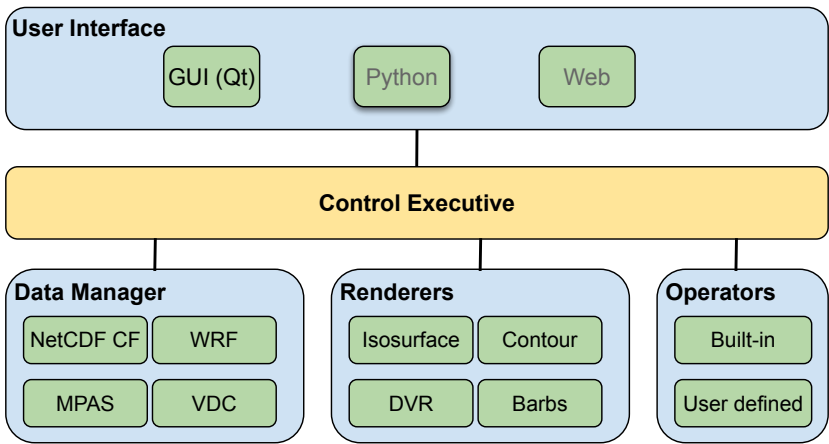 User Interface
GUI (Qt)
Python
Web
Control Executive
Data Manager
NetCDF CF
WRF
MPAS
VDC
Renderers
Isosurface
Contour
DVR
Barbs
Operators
Built-in
User defined